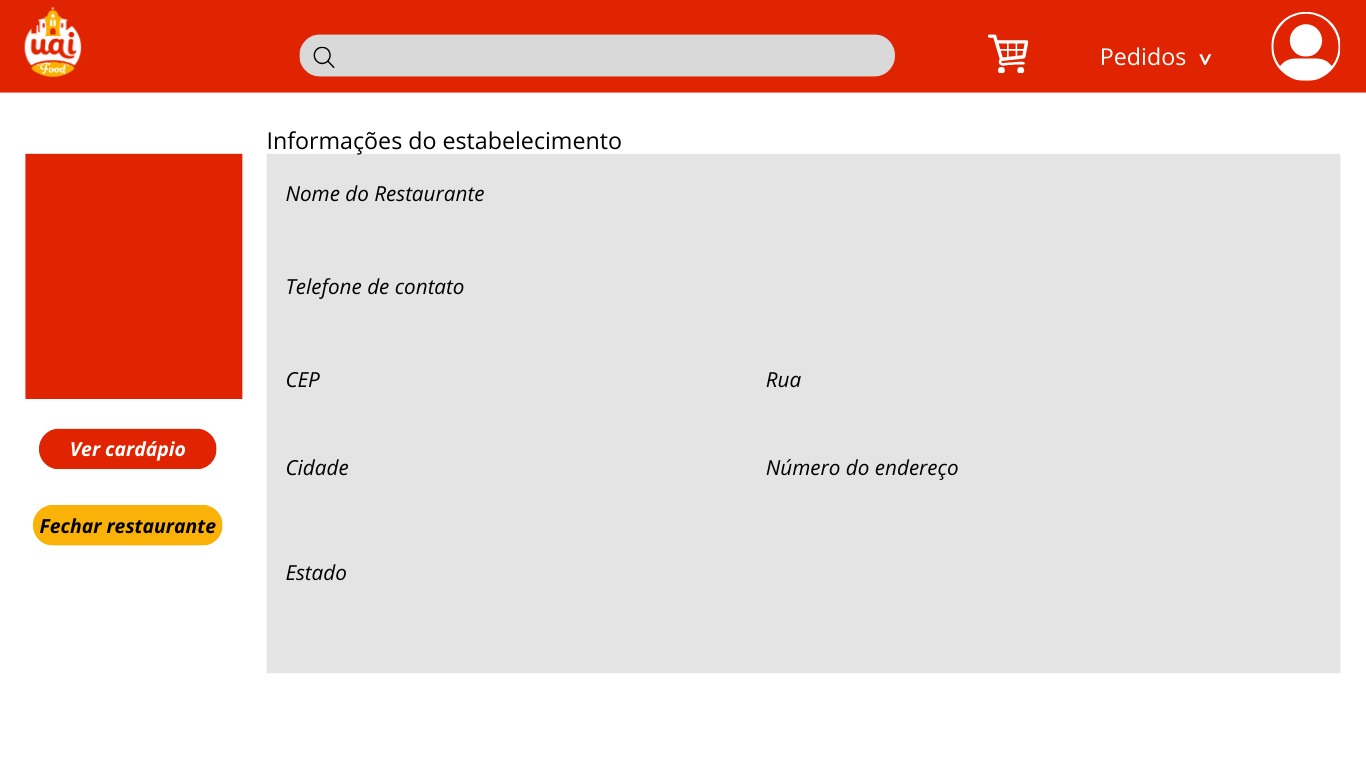 uai
Food
Pedidos v
Informações do estabelecimento
Nome do Restaurante
Telefone de contato
CEP
Rua
Ver cardápio
Cidade
Número do endereço
Fechar restaurante
Estado